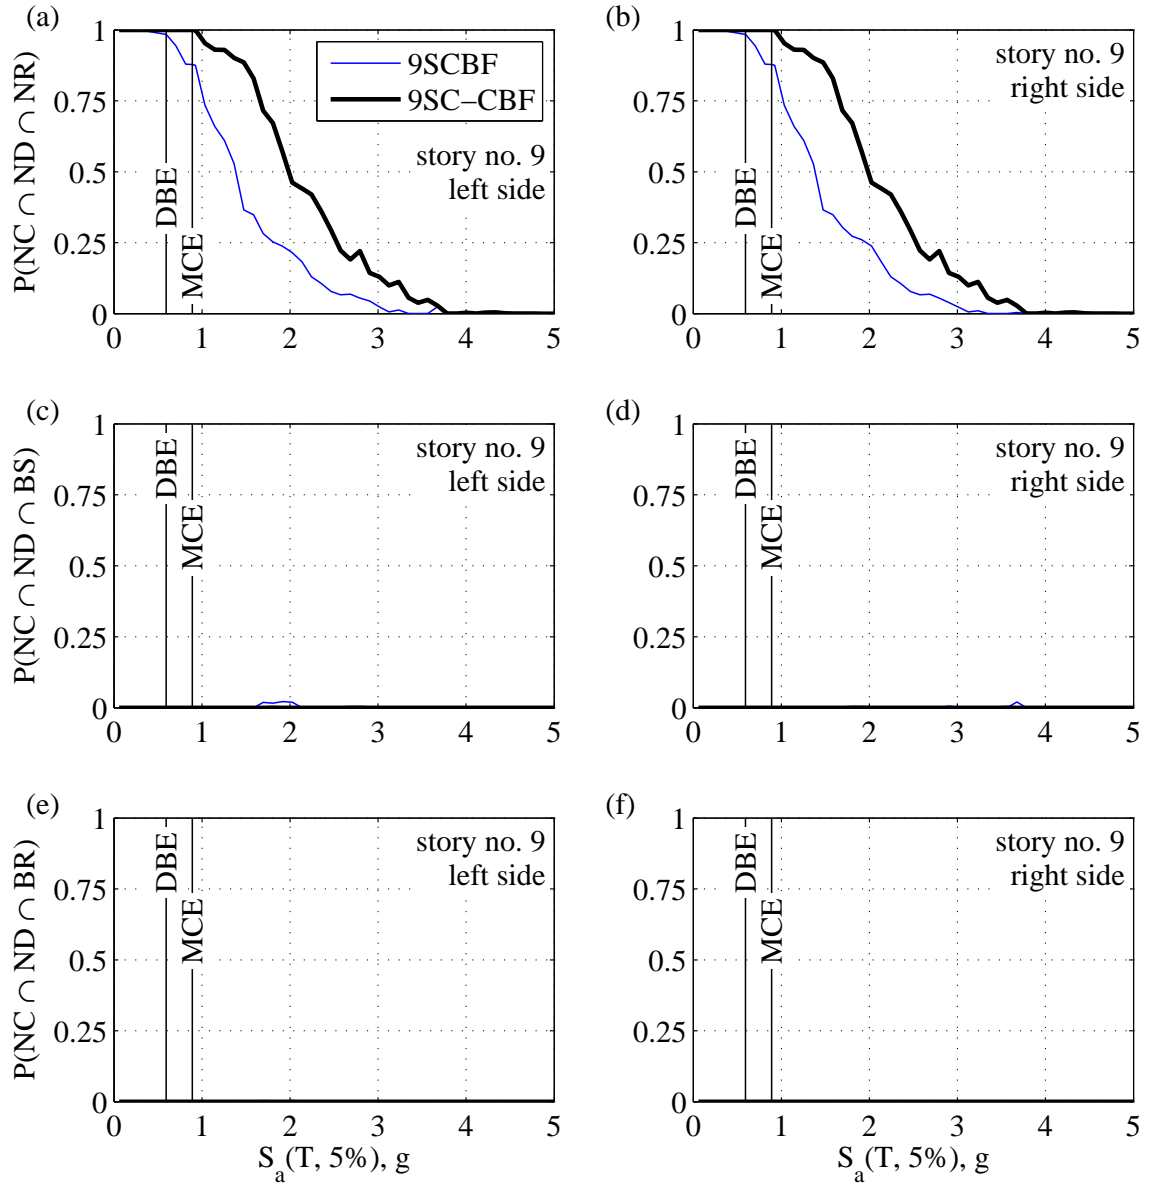 (a)
P(NC ∩ ND ∩ NR)
1
0.75
0.5
0.25
0
0 1 2 3 4 5
DBE
MCE
9SCBF
9SC−CBF
story no. 9
left side
(b)
1
0.75
0.5
0.25
0
0 1 2 3 4 5
DBE
MCE
story no. 9
right side
(c)
P(NC ∩ ND ∩ BS)
1
0.75
0.5
0.25
0
0 1 2 3 4 5
DBE
MCE
story no. 9
left side
(d)
1
0.75
0.5
0.25
0
0 1 2 3 4 5
DBE
MCE
story no. 9
right side
(e)
P(NC ∩ ND ∩ BR)
1
0.75
0.5
0.25
0
0 1 2 3 4 5
DBE
MCE
story no. 9
left side
S_a(T, 5%), g
(f)
1
0.75
0.5
0.25
0
0 1 2 3 4 5
DBE
MCE
story no. 9
right side
S_a(T, 5%), g